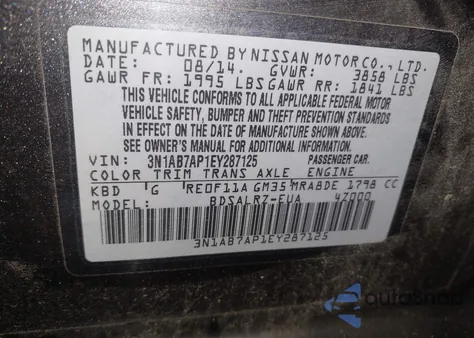 MANUFACTURED BY NISSAN MOTOR CO., LTD.
DATE: 08/14. GVWR: 3858 LBS
GAWR FR: 1995 LBS GAWR RR: 1841 LBS
THIS VEHICLE CONFORMS TO ALL APPLICABLE FEDERAL MOTOR
VEHICLE SAFETY, BUMPER AND THEFT PREVENTION STANDARDS
IN EFFECT ON THE DATE OF MANUFACTURE SHOWN ABOVE.
SEE OWNER'S MANUAL FOR ADDITIONAL INFORMATION.
VIN: 3N1AB7AP1EY287125 PASSENGER CAR.
COLOR TRIM TRANS AXLE ENGINE
KBD G RE0F11A GM35 MRA8DE 1798 CC
MODEL: BDSALRZ-EUA 4Z000
3N1AB7AP1EY287125
autosnap